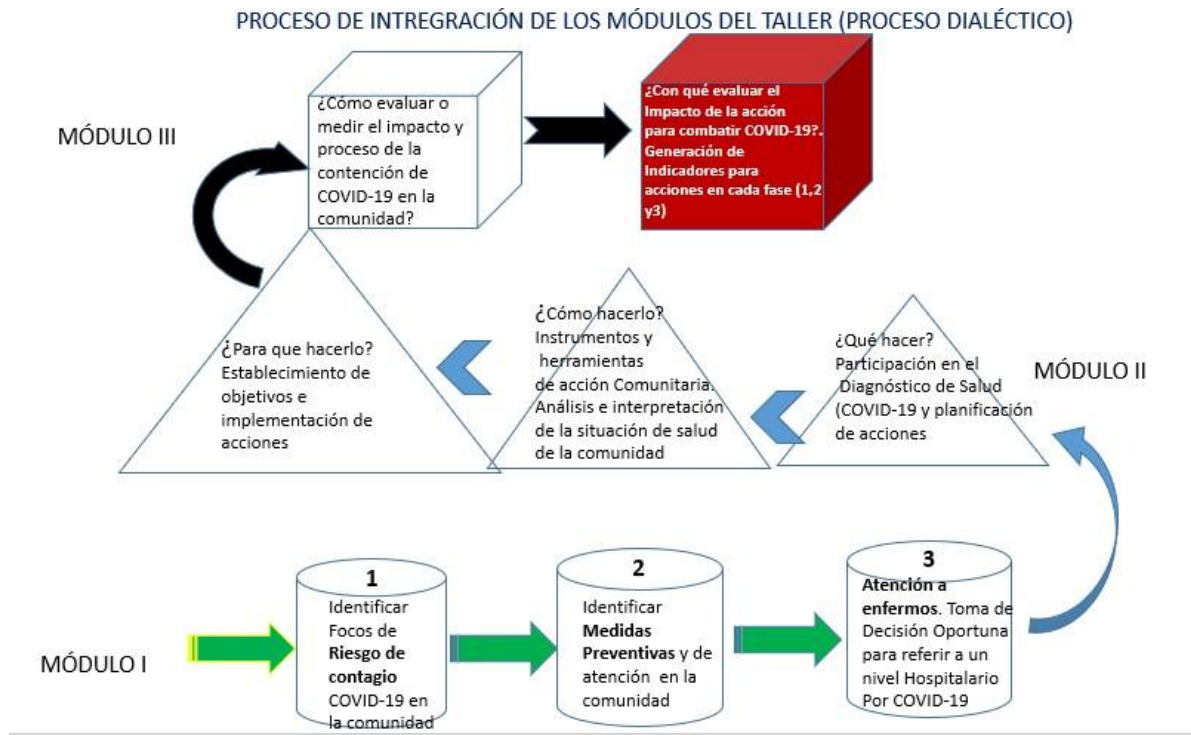 PROCESO DE INTREGRACIÓN DE LOS MÓDULOS DEL TALLER (PROCESO DIALÉCTICO)
MÓDULO III
¿Cómo evaluar o
medir el impacto y
proceso de la
contención de
COVID-19 en la
comunidad?
¿Con qué evaluar el
Impacto de la acción
para combatir COVID-19?.
Generación de
Indicadores para
acciones en cada fase (1,2
y3)
¿Para que hacerlo?
Establecimiento de
objetivos e
implementación de
acciones
¿Cómo hacerlo?
Instrumentos y
herramientas
de acción Comunitaria.
Análisis e interpretación
de la situación de salud
de la comunidad
¿Qué hacer?
Participación en el
Diagnóstico de Salud
(COVID-19 y planificación
de acciones
MÓDULO II
MÓDULO I
1
Identificar
Focos de
Riesgo de
contagio
COVID-19 en
la comunidad
2
Identificar
Medidas
Preventivas y de
atención en la
comunidad
3
Atención a
enfermos. Toma de
Decisión Oportuna
para referir a un
nivel Hospitalario
Por COVID-19